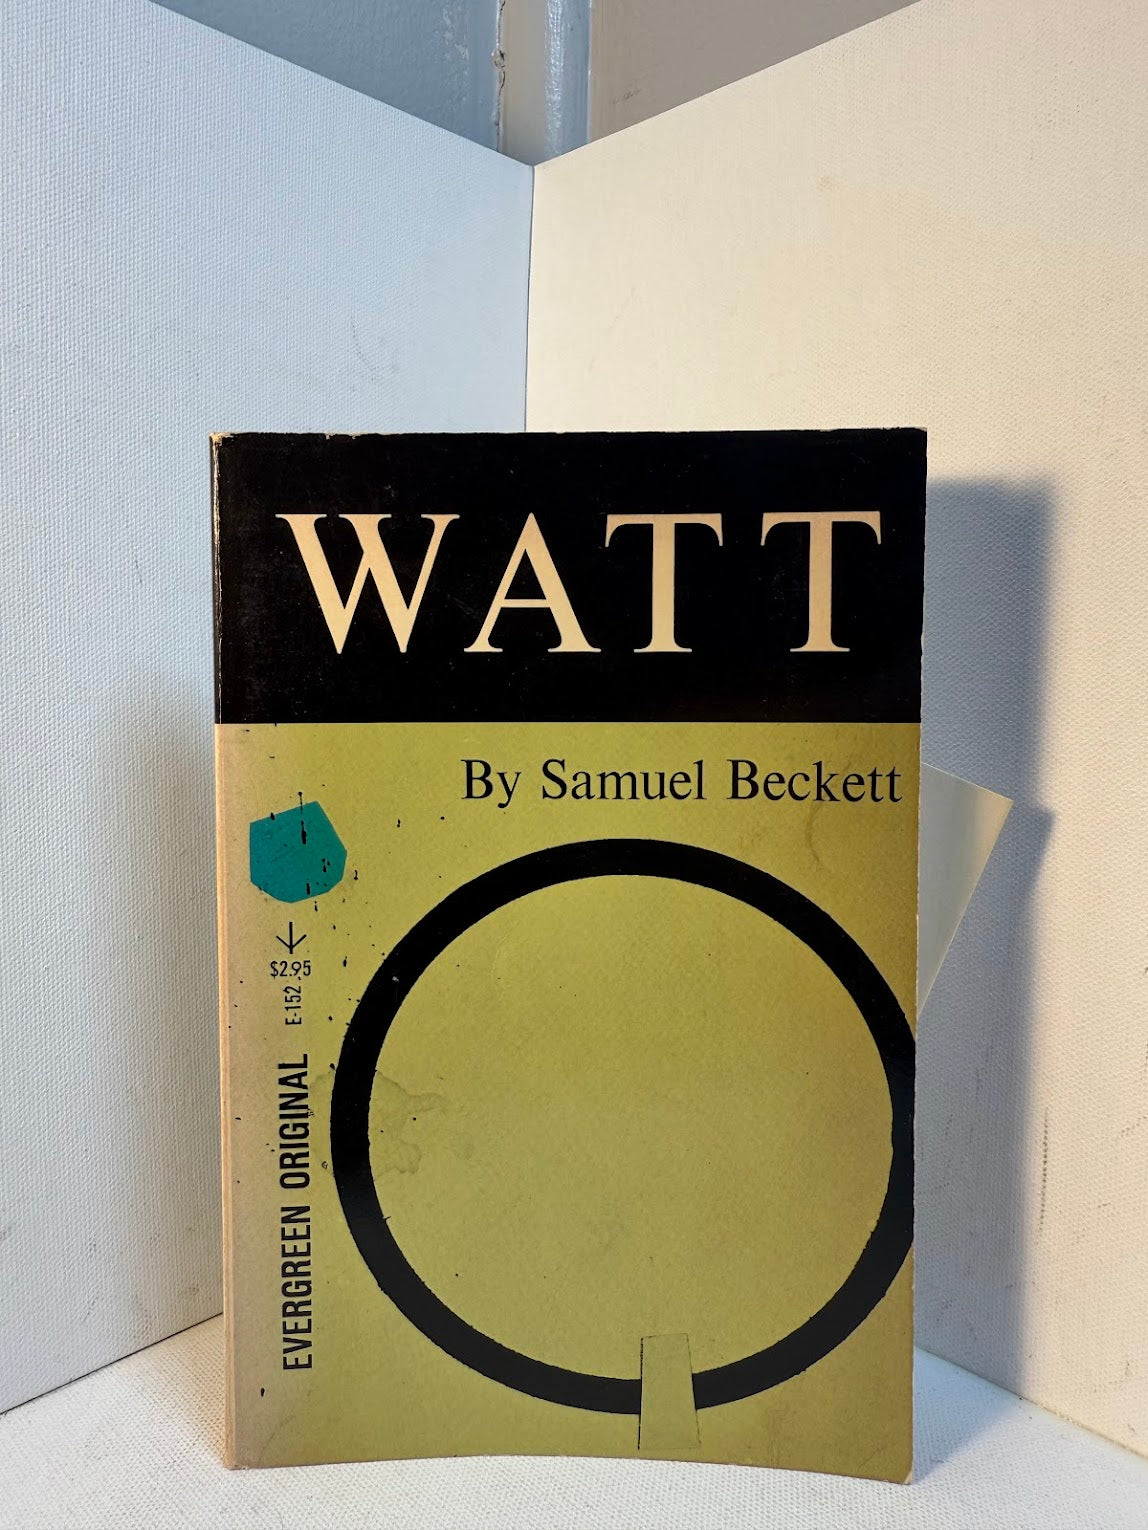 WATT
By Samuel Beckett
$2.95
E-152
EVERGREEN ORIGINAL